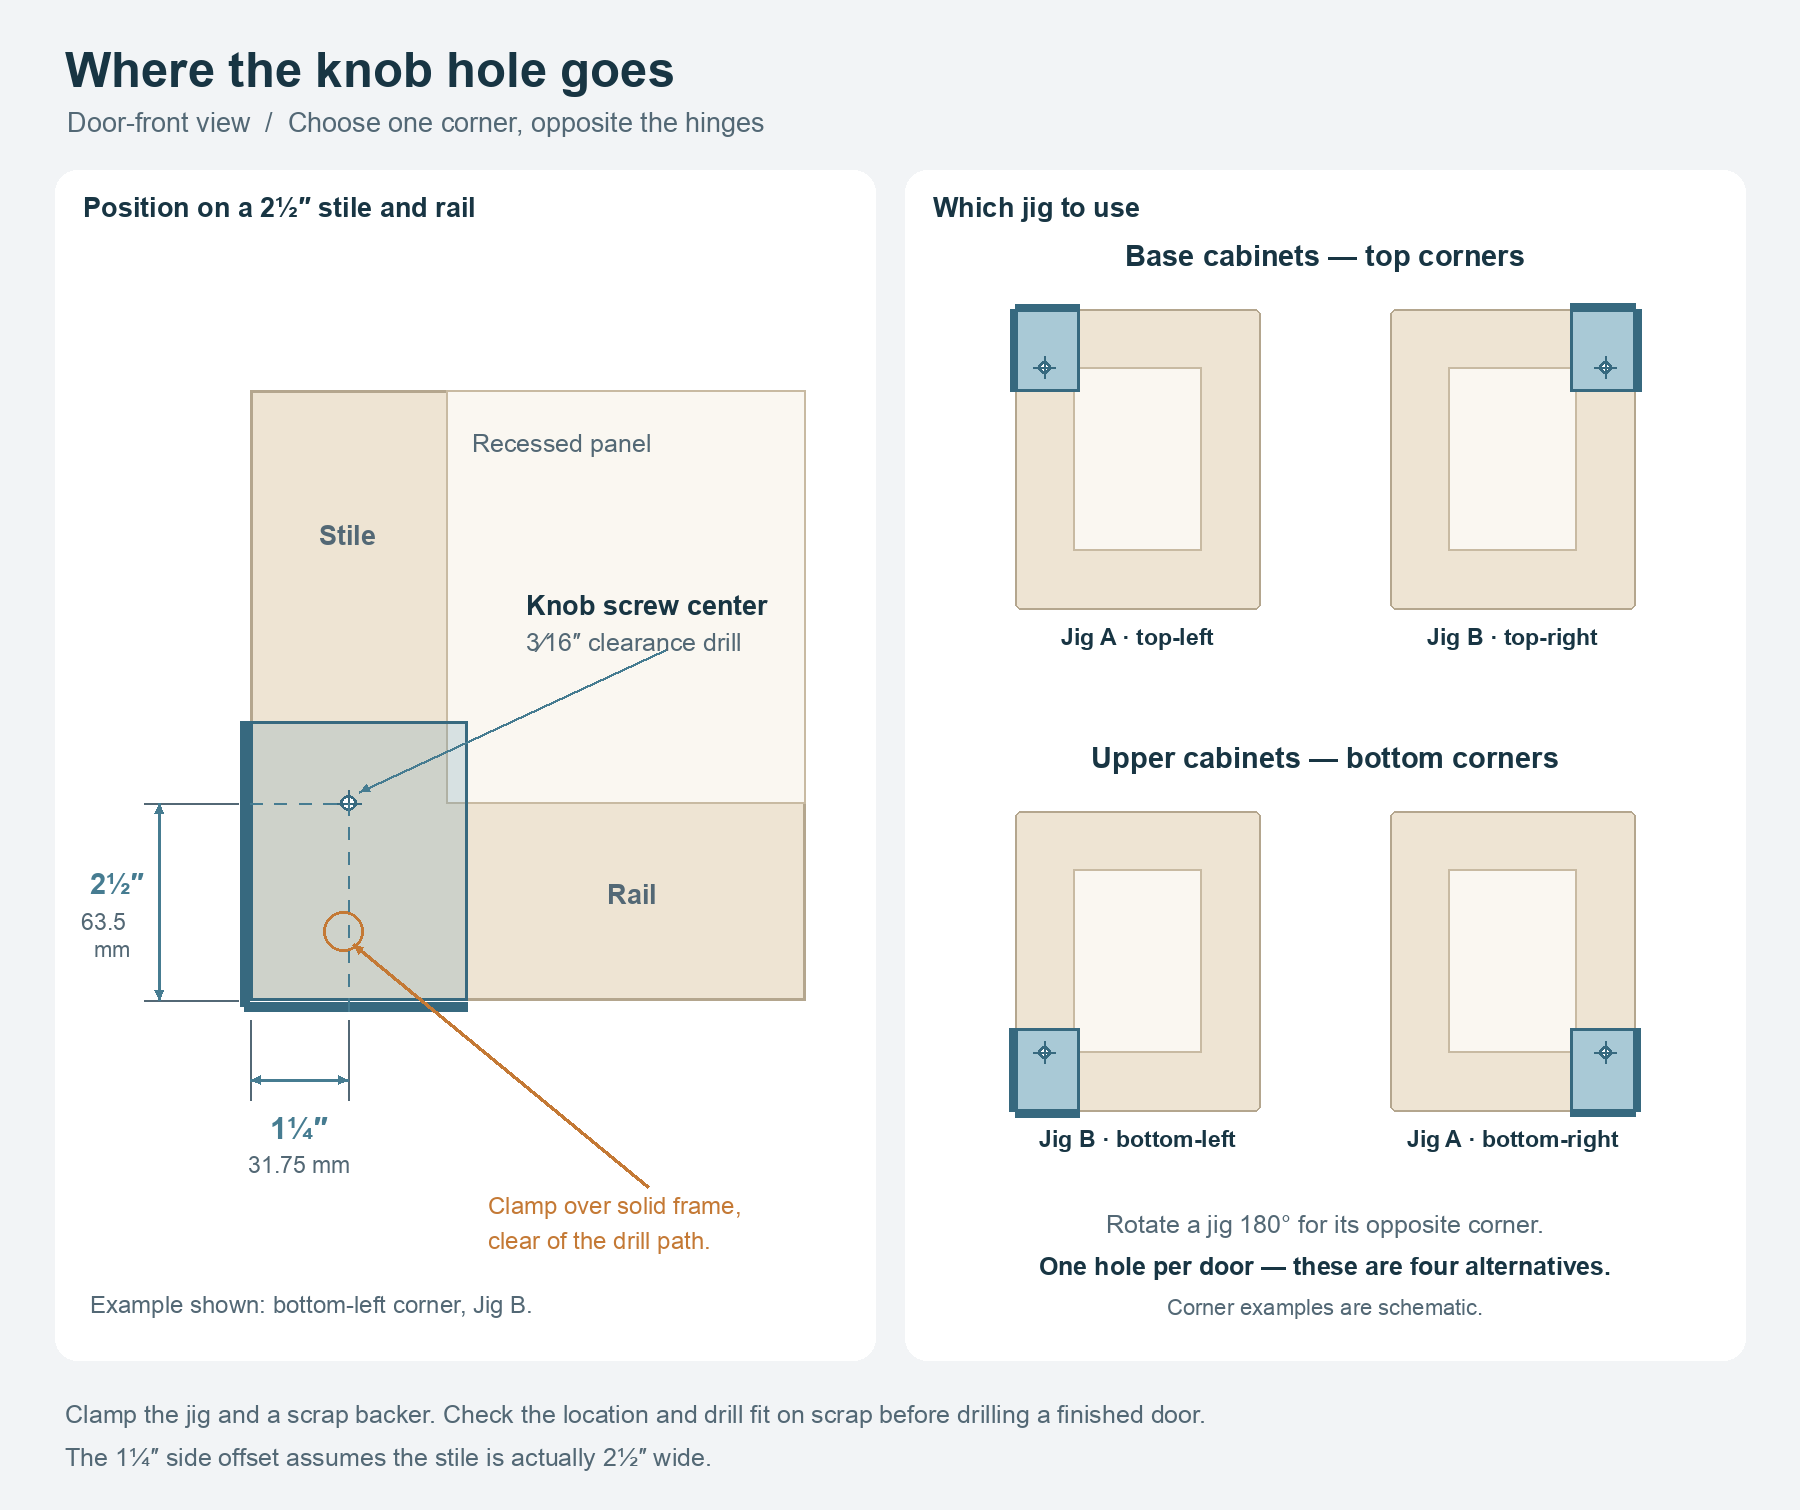 Where the knob hole goes
Door-front view / Choose one corner, opposite the hinges
Position on a 2½″ stile and rail
Recessed panel
Stile
Knob screw center
3⁄16″ clearance drill
Rail
2½″
63.5
mm
1¼″
31.75 mm
Clamp over solid frame,
clear of the drill path.
Example shown: bottom-left corner, Jig B.
Which jig to use
Base cabinets — top corners
Jig A · top-left
Jig B · top-right
Upper cabinets — bottom corners
Jig B · bottom-left
Jig A · bottom-right
Rotate a jig 180° for its opposite corner.
One hole per door — these are four alternatives.
Corner examples are schematic.
Clamp the jig and a scrap backer. Check the location and drill fit on scrap before drilling a finished door.
The 1¼″ side offset assumes the stile is actually 2½″ wide.